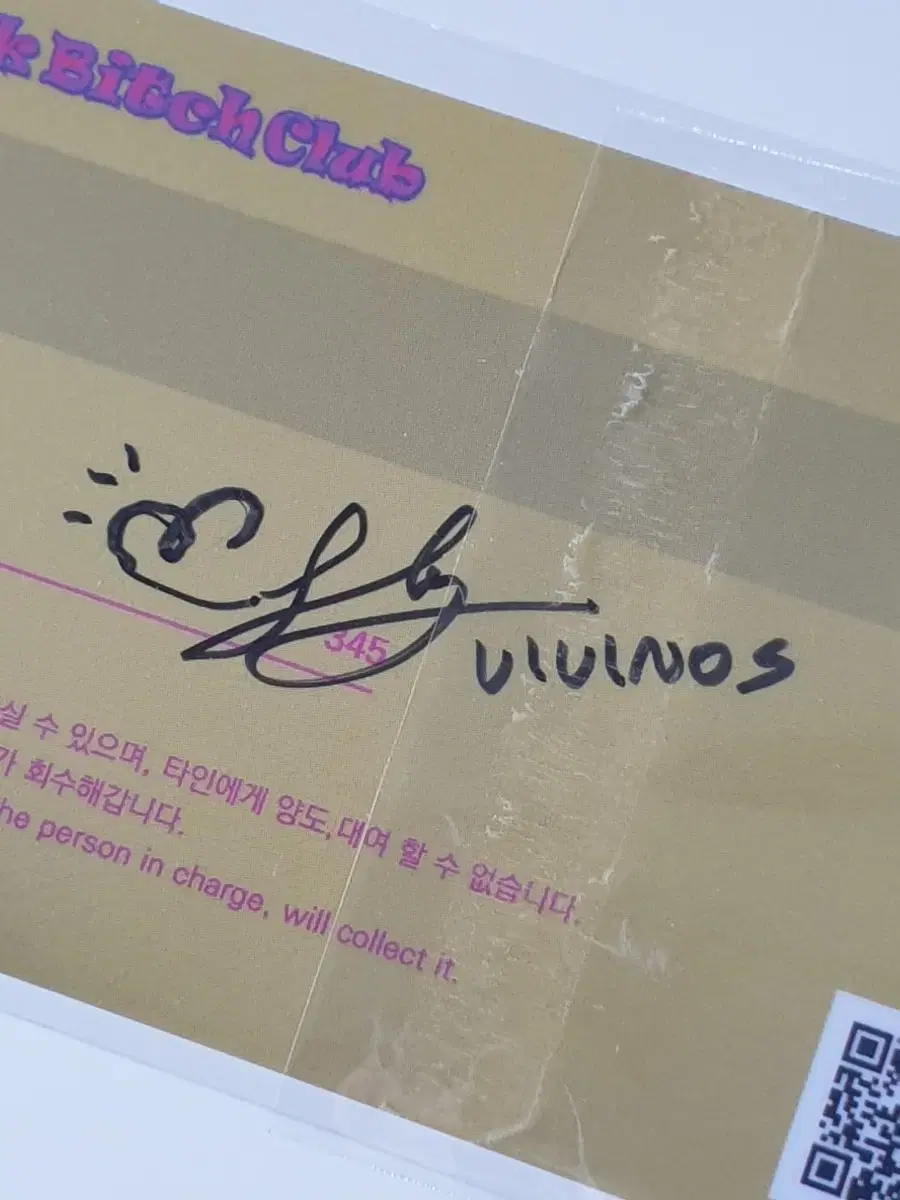 k Bitch Club
345
VIVINOS
실 수 있으며, 타인에게 양도, 대여 할 수 없습니다.
가 회수해갑니다.
he person in charge, will collect it.